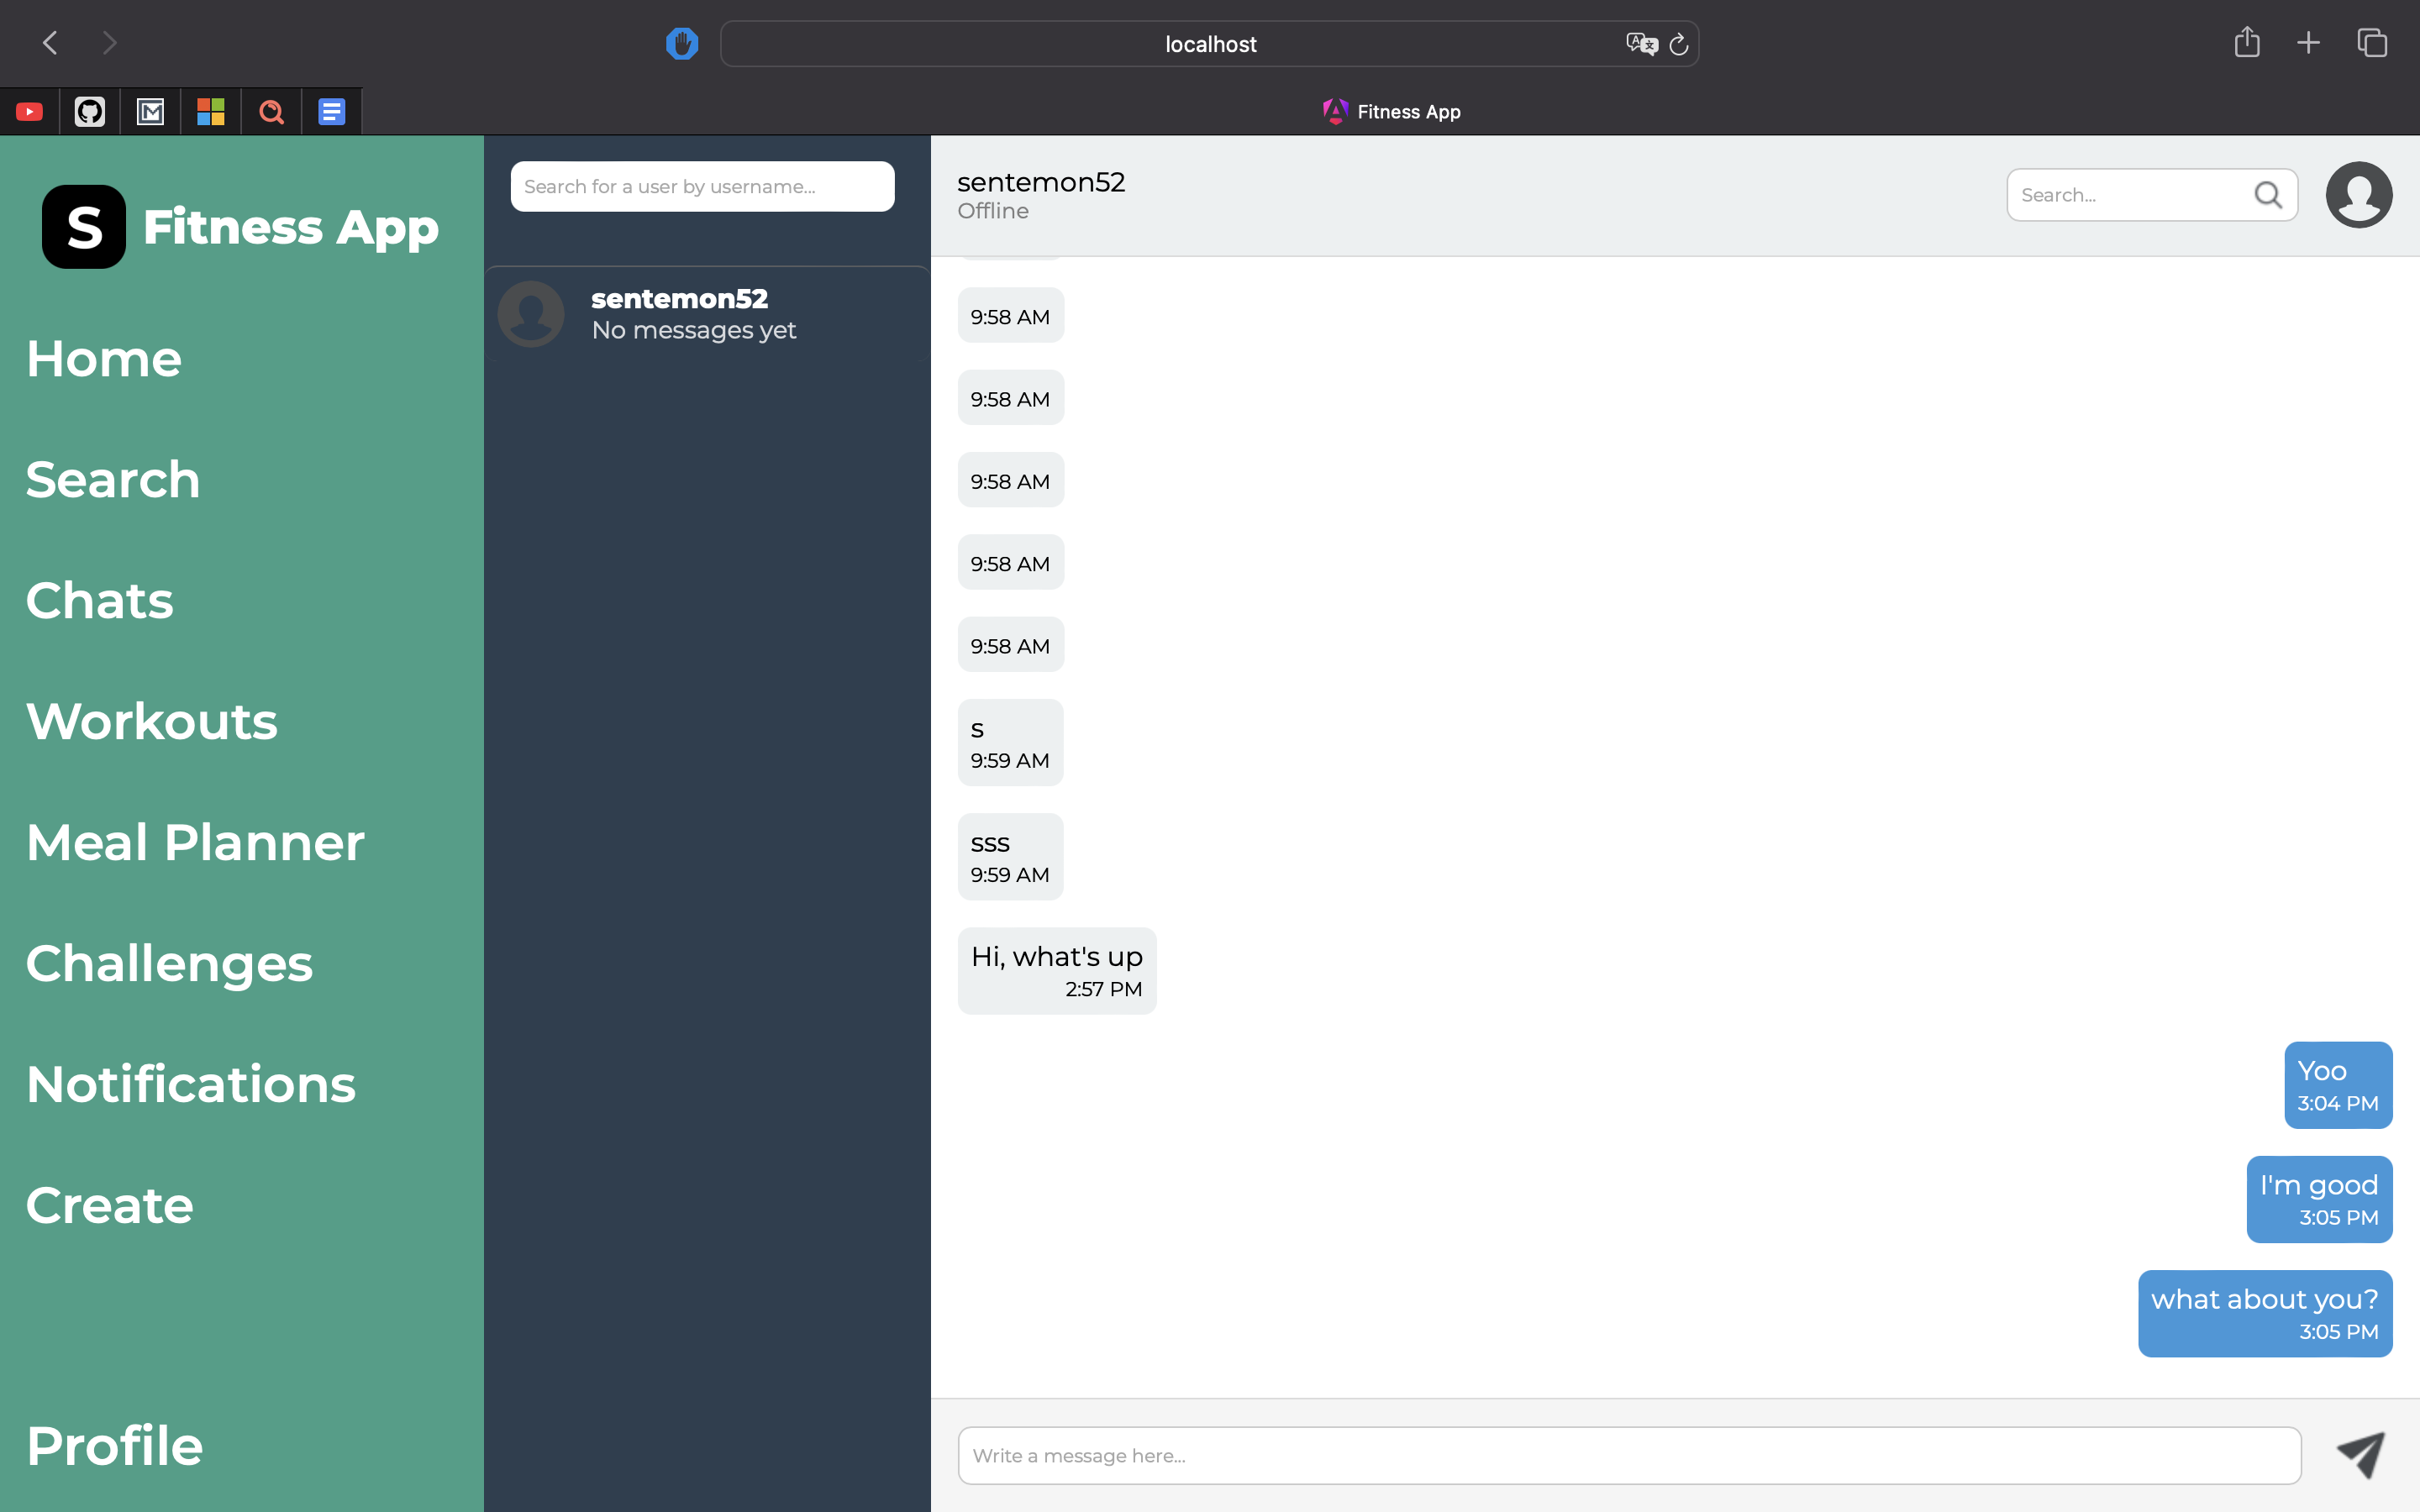 localhost
Fitness App
S Fitness App
Home
Search
Chats
Workouts
Meal Planner
Challenges
Notifications
Create
Profile
Search for a user by username...
sentemon52
No messages yet
sentemon52
Offline
Search...
9:58 AM
9:58 AM
9:58 AM
9:58 AM
9:58 AM
s
9:59 AM
sss
9:59 AM
Hi, what's up
2:57 PM
Yoo
3:04 PM
I'm good
3:05 PM
what about you?
3:05 PM
Write a message here...